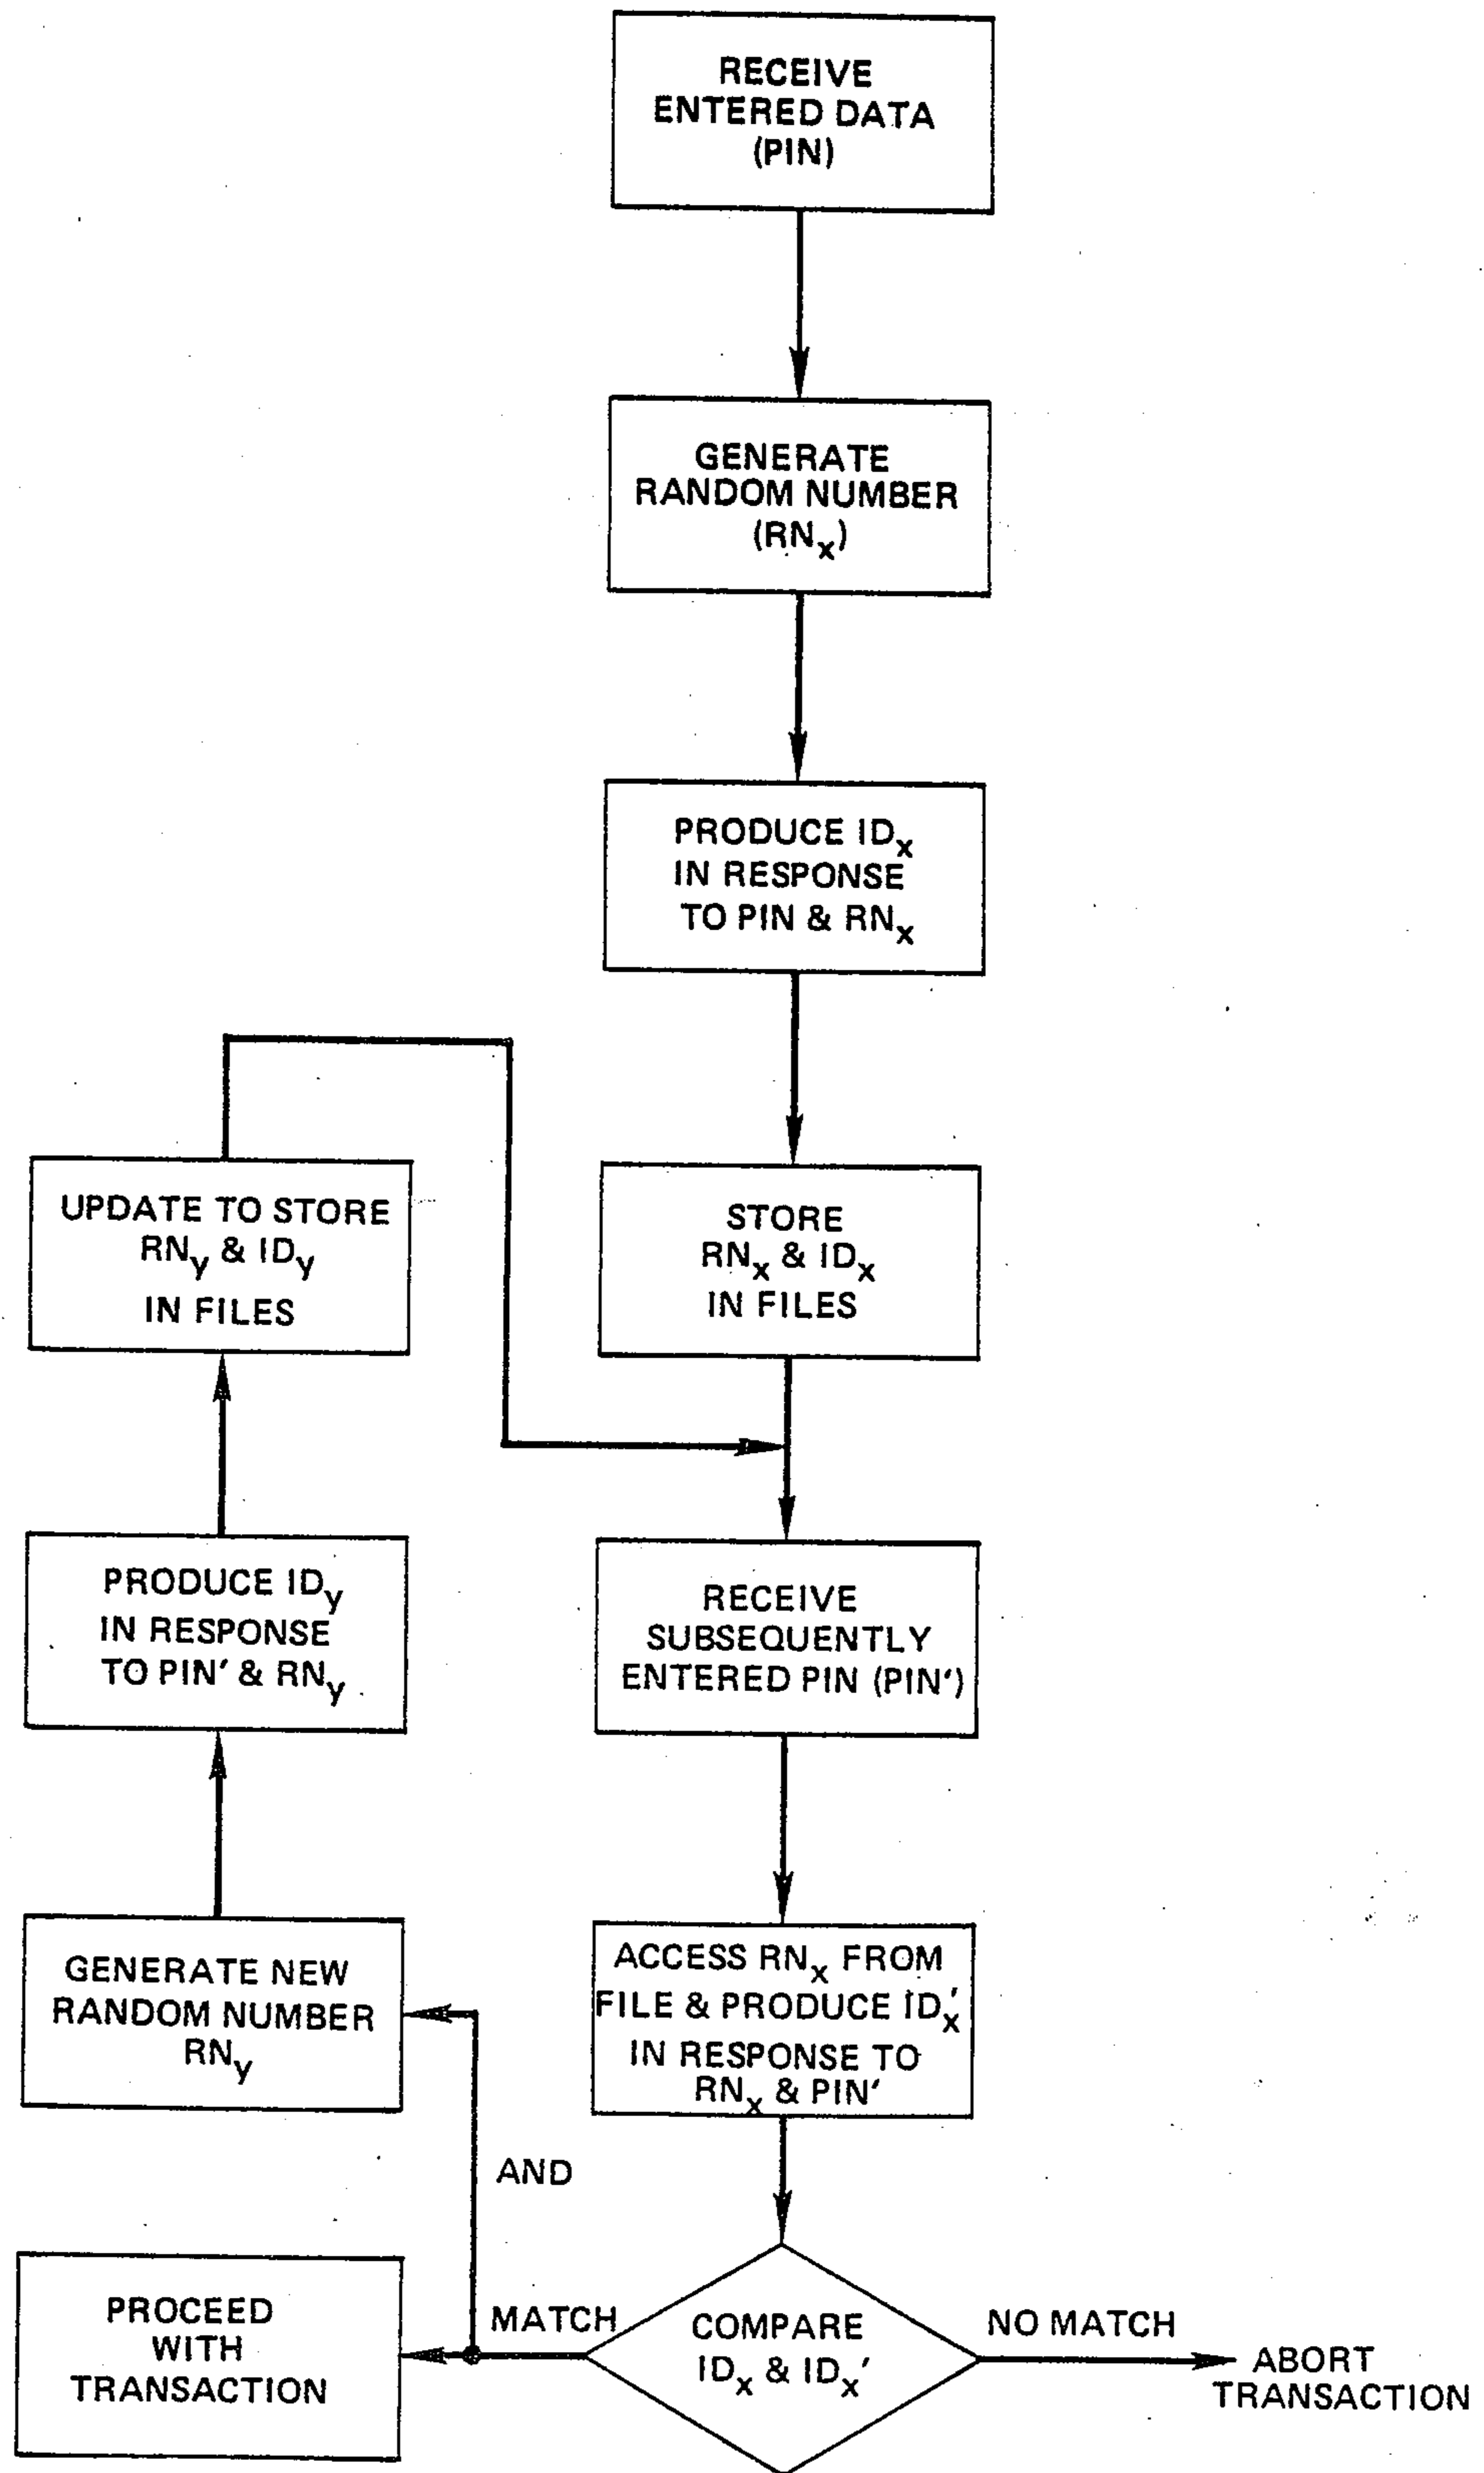 RECEIVE
ENTERED DATA
(PIN)
GENERATE
RANDOM NUMBER
(RNₓ)
PRODUCE IDₓ
IN RESPONSE
TO PIN & RNₓ
STORE
RNₓ & IDₓ
IN FILES
RECEIVE
SUBSEQUENTLY
ENTERED PIN (PIN′)
ACCESS RNₓ FROM
FILE & PRODUCE IDₓ′
IN RESPONSE TO
RNₓ & PIN′
COMPARE
IDₓ & IDₓ′
NO MATCH
ABORT
TRANSACTION
MATCH
AND
PROCEED
WITH
TRANSACTION
GENERATE NEW
RANDOM NUMBER
RNy
PRODUCE IDy
IN RESPONSE
TO PIN′ & RNy
UPDATE TO STORE
RNy & IDy
IN FILES